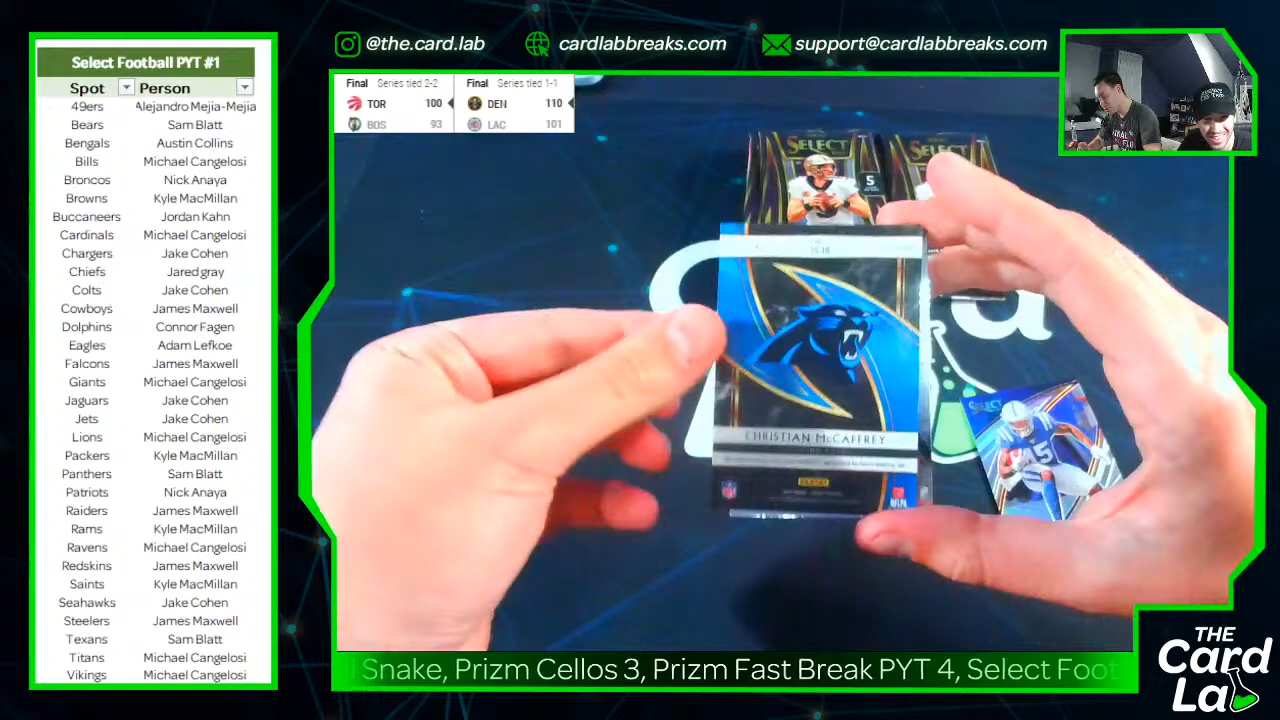 Select Football PYT #1
Spot Person
49ers Alejandro Mejia-Mejia
Bears Sam Blatt
Bengals Austin Collins
Bills Michael Cangelosi
Broncos Nick Anaya
Browns Kyle MacMillan
Buccaneers Jordan Kahn
Cardinals Michael Cangelosi
Chargers Jake Cohen
Chiefs Jared gray
Colts Jake Cohen
Cowboys James Maxwell
Dolphins Connor Fagen
Eagles Adam Lefkoe
Falcons James Maxwell
Giants Michael Cangelosi
Jaguars Jake Cohen
Jets Jake Cohen
Lions Michael Cangelosi
Packers Kyle MacMillan
Panthers Sam Blatt
Patriots Nick Anaya
Raiders James Maxwell
Rams Kyle MacMillan
Ravens Michael Cangelosi
Redskins James Maxwell
Saints Kyle MacMillan
Seahawks Jake Cohen
Steelers James Maxwell
Texans Sam Blatt
Titans Michael Cangelosi
Vikings Michael Cangelosi
@the.card.lab cardlabbreaks.com support@cardlabbreaks.com
Final Series tied 2-2
TOR 100
BOS 93
Final Series tied 1-1
DEN 110
LAC 101
SELECT
5
CHRISTIAN McCAFFREY
PANINI
NFL
SELECT
45
Snake, Prizm Cellos 3, Prizm Fast Break PYT 4, Select Foot
THE
Card
La